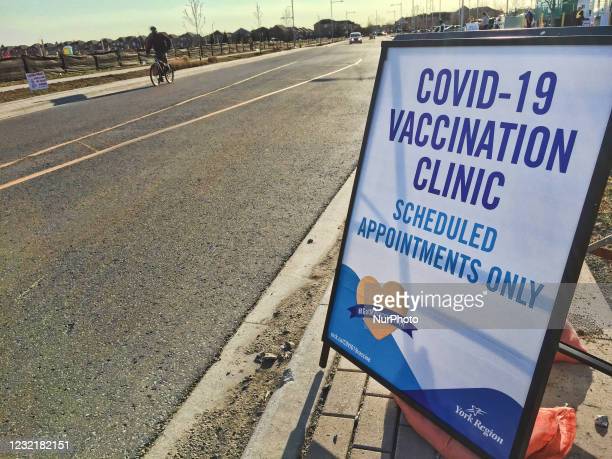 COVID-19
VACCINATION
CLINIC
SCHEDULED
APPOINTMENTS ONLY
York Region
gettyimages
NurPhoto
1232182151